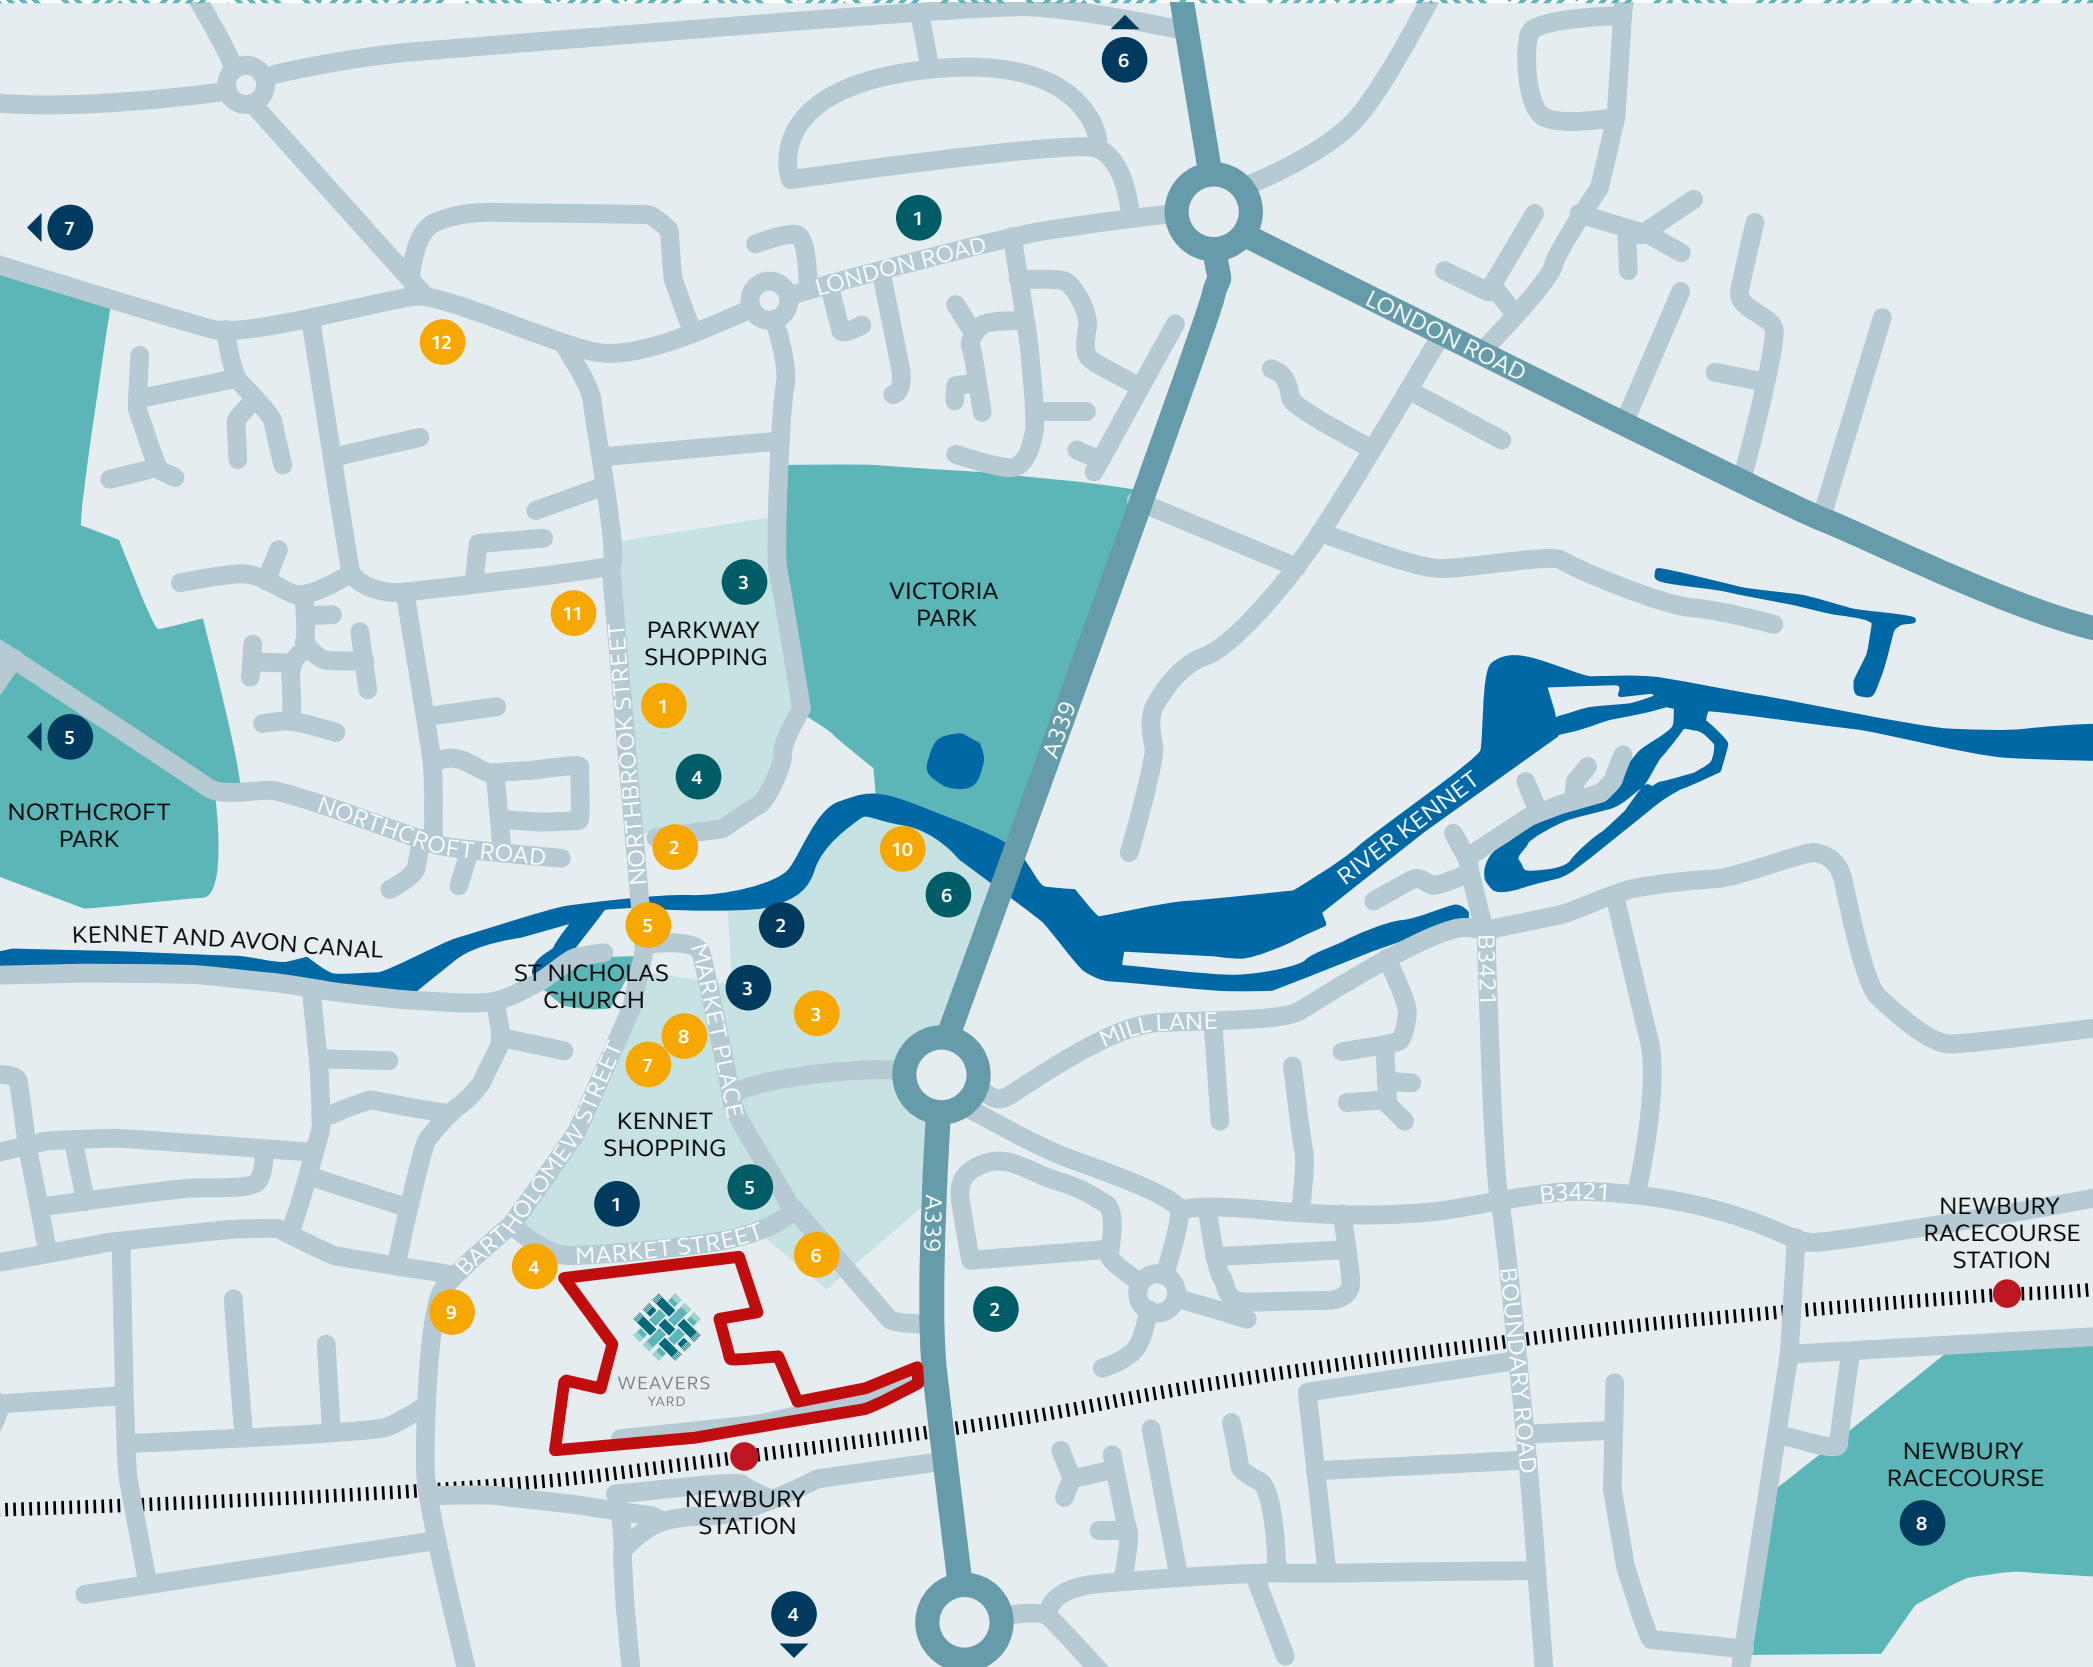 6
7
1
LONDON ROAD
LONDON ROAD
12
3
11
VICTORIA
PARK
PARKWAY
SHOPPING
NORTHBROOK STREET
1
A339
5
4
RIVER KENNET
NORTHCROFT
PARK
NORTHCROFT ROAD
2
10
6
KENNET AND AVON CANAL
5
2
ST NICHOLAS
CHURCH
MARKET PLACE
3
3
B3421
MILL LANE
8
7
BARTHOLOMEW STREET
KENNET
SHOPPING
1
5
A339
B3421
NEWBURY
RACECOURSE
STATION
MARKET STREET
4
6
9
2
BOUNDARY ROAD
WEAVERS
YARD
NEWBURY
STATION
NEWBURY
RACECOURSE
8
4